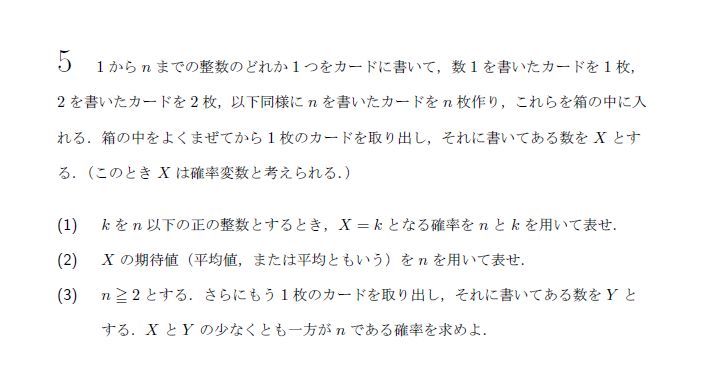 5 1 から n までの整数のどれか 1 つをカードに書いて，数 1 を書いたカードを 1 枚，
2 を書いたカードを 2 枚，以下同様に n を書いたカードを n 枚作り，これらを箱の中に入
れる．箱の中をよくまぜてから 1 枚のカードを取り出し，それに書いてある数を X とす
る．（このとき X は確率変数と考えられる．）
(1) k を n 以下の正の整数とするとき，X = k となる確率を n と k を用いて表せ．
(2) X の期待値（平均値，または平均ともいう）を n を用いて表せ．
(3) n ≧ 2 とする．さらにもう 1 枚のカードを取り出し，それに書いてある数を Y と
する．X と Y の少なくとも一方が n である確率を求めよ．